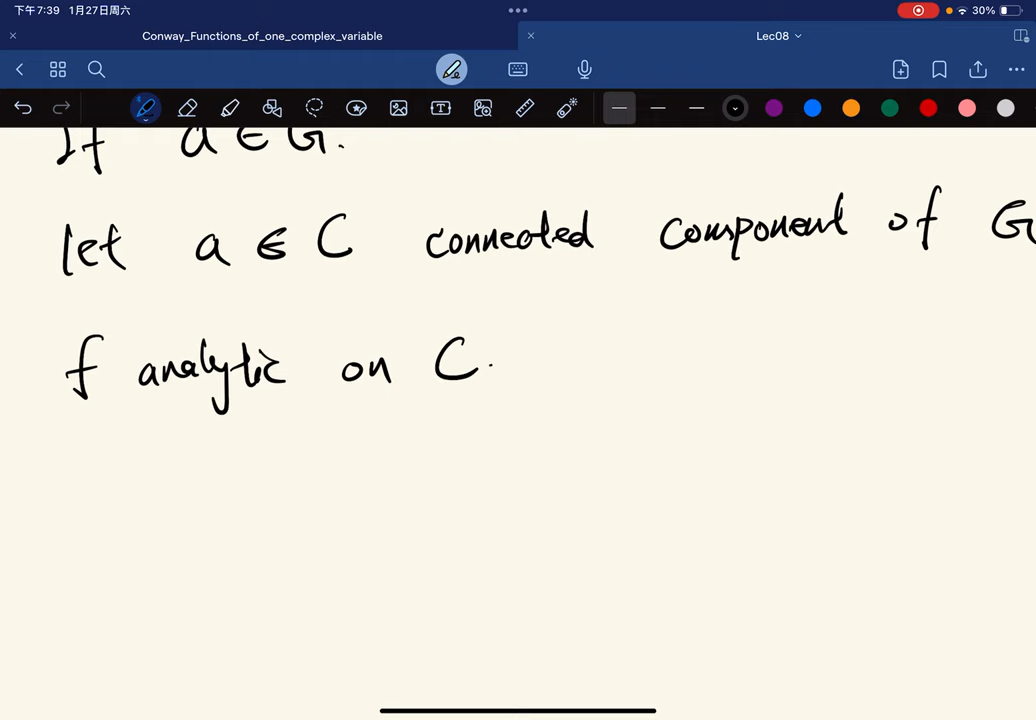 下午7:39 1月27日周六
30%
Conway_Functions_of_one_complex_variable
Lec08
If a ∈ G.
let a ∈ C connected component of G
f analytic on C.